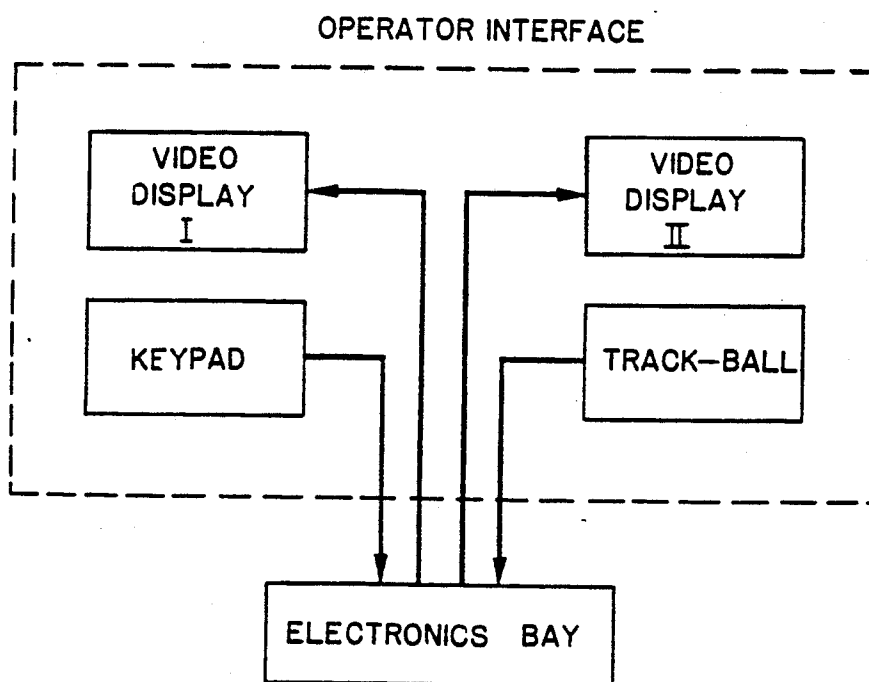 OPERATOR INTERFACE
VIDEO
DISPLAY
I
VIDEO
DISPLAY
II
KEYPAD
TRACK-BALL
ELECTRONICS BAY